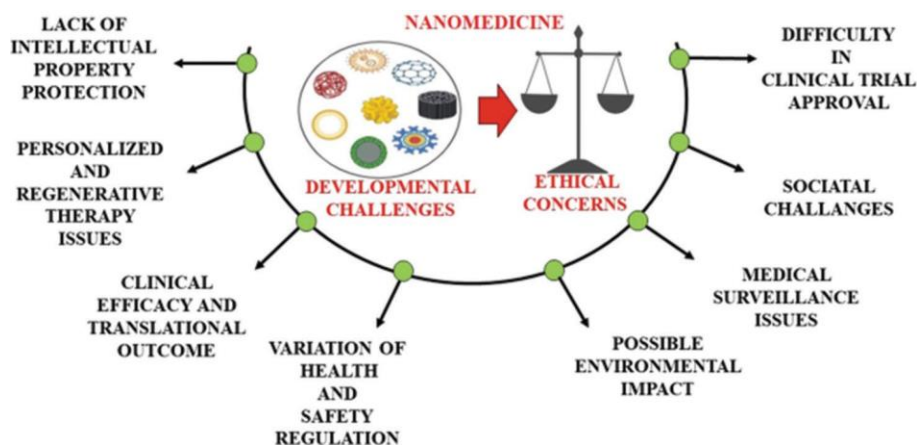 NANOMEDICINE
DEVELOPMENTAL
CHALLENGES
ETHICAL
CONCERNS
LACK OF
INTELLECTUAL
PROPERTY
PROTECTION
PERSONALIZED
AND
REGENERATIVE
THERAPY
ISSUES
CLINICAL
EFFICACY AND
TRANSLATIONAL
OUTCOME
VARIATION OF
HEALTH
AND
SAFETY
REGULATION
POSSIBLE
ENVIRONMENTAL
IMPACT
MEDICAL
SURVEILLANCE
ISSUES
SOCIATAL
CHALLANGES
DIFFICULTY
IN
CLINICAL TRIAL
APPROVAL